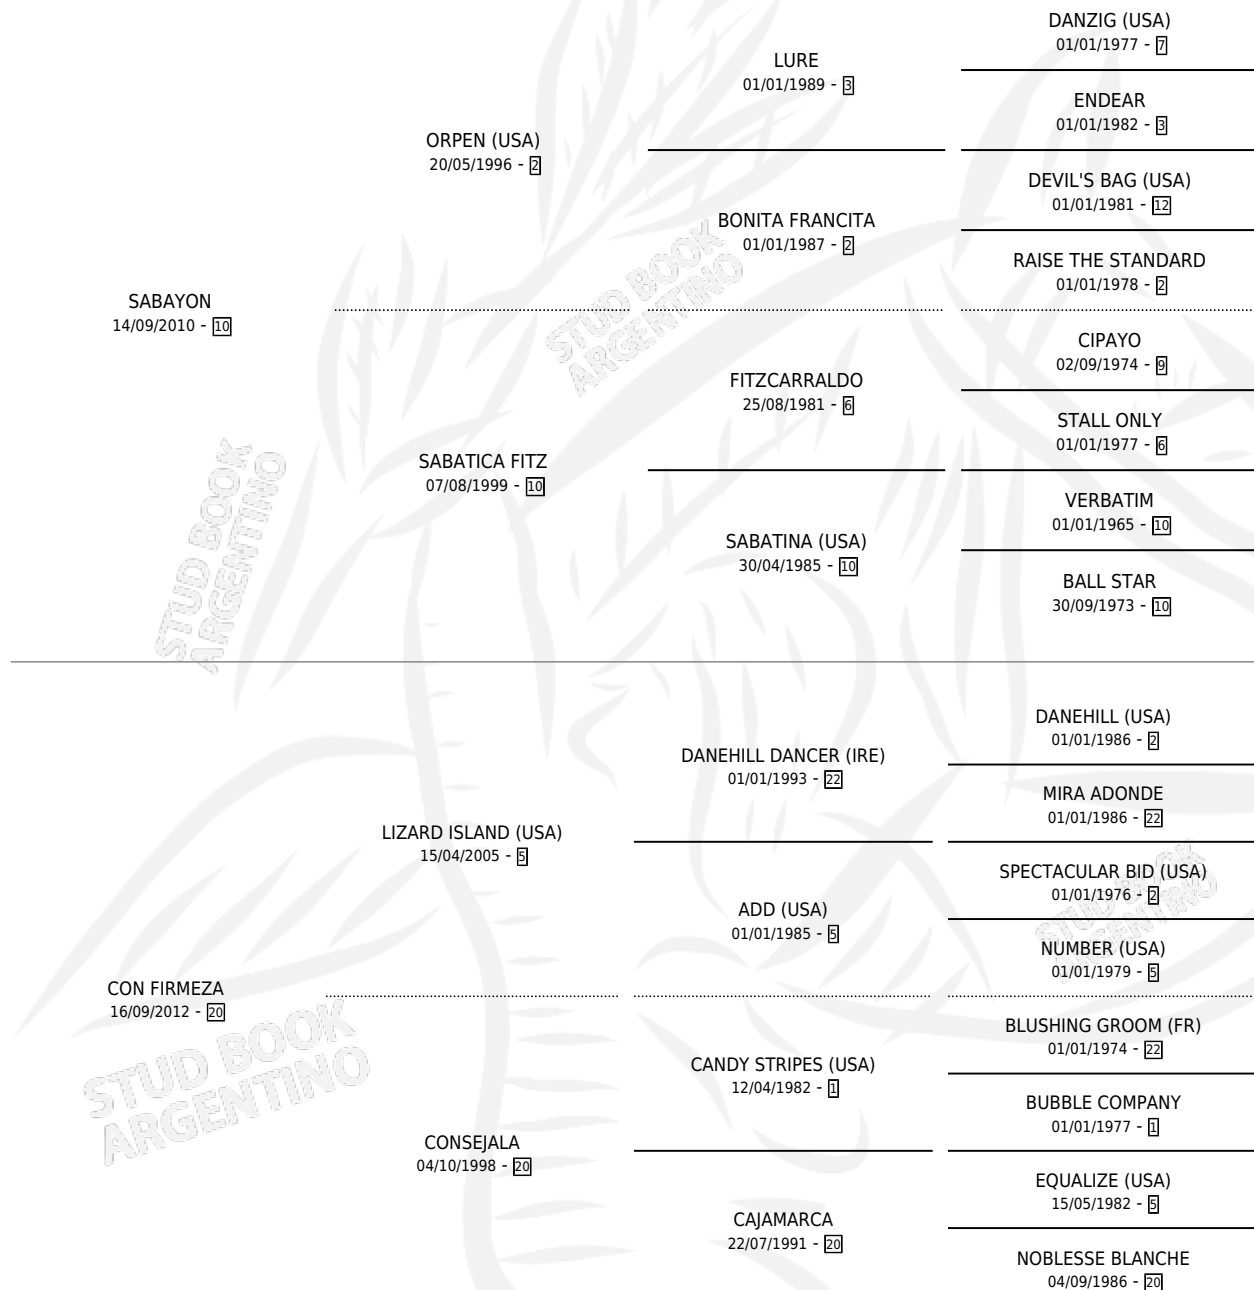 DANZIG (USA)
01/01/1977 - 7
LURE
01/01/1989 - 3
ENDEAR
01/01/1982 - 3
ORPEN (USA)
20/05/1996 - 2
DEVIL'S BAG (USA)
01/01/1981 - 12
BONITA FRANCITA
01/01/1987 - 2
RAISE THE STANDARD
01/01/1978 - 2
SABAYON
14/09/2010 - 10
CIPAYO
02/09/1974 - 9
FITZCARRALDO
25/08/1981 - 6
STALL ONLY
01/01/1977 - 6
SABATICA FITZ
07/08/1999 - 10
VERBATIM
01/01/1965 - 10
SABATINA (USA)
30/04/1985 - 10
BALL STAR
30/09/1973 - 10
DANEHILL (USA)
01/01/1986 - 2
DANEHILL DANCER (IRE)
01/01/1993 - 22
MIRA ADONDE
01/01/1986 - 22
LIZARD ISLAND (USA)
15/04/2005 - 5
SPECTACULAR BID (USA)
01/01/1976 - 2
ADD (USA)
01/01/1985 - 5
NUMBER (USA)
01/01/1979 - 5
CON FIRMEZA
16/09/2012 - 20
BLUSHING GROOM (FR)
01/01/1974 - 22
CANDY STRIPES (USA)
12/04/1982 - 1
BUBBLE COMPANY
01/01/1977 - 1
CONSEJALA
04/10/1998 - 20
EQUALIZE (USA)
15/05/1982 - 5
CAJAMARCA
22/07/1991 - 20
NOBLESSE BLANCHE
04/09/1986 - 20
STUD BOOK
ARGENTINO
STUD BOOK
ARGENTINO
STUD BOOK
ARGENTINO
STUD BOOK
ARGENTINO